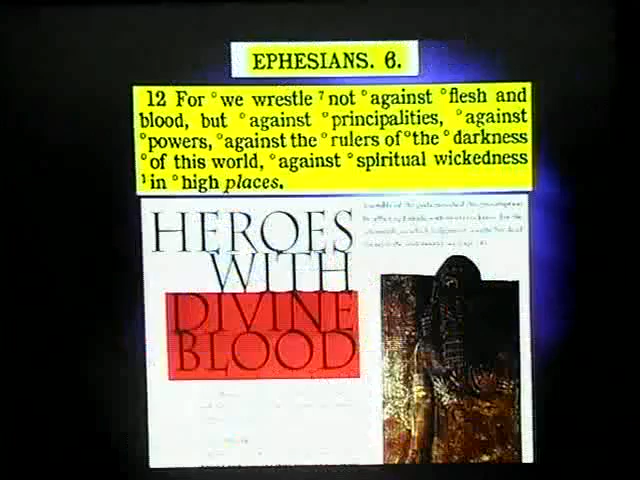 EPHESIANS. 6.
12 For °we wrestle ⁷not °against °flesh and
blood, but °against °principalities, °against
°powers, °against the °rulers of °the °darkness
°of this world, °against °spiritual wickedness
¹in °high places.
HEROES
WITH
DIVINE
BLOOD